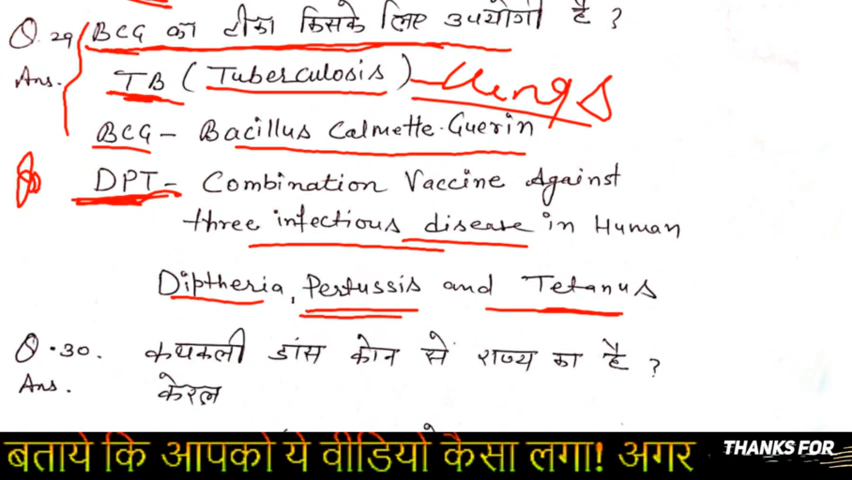 Q.29 BCG का टीका किसके लिए उपयोगी है ?
Ans. TB ( Tuberculosis ) Lungs
BCG - Bacillus Calmette-Guerin
DPT - Combination Vaccine Against
three infectious disease in Human
Diptheria, Pertussis and Tetanus
Q.30. कथकली डांस कौन से राज्य का है ?
Ans. केरल
बताये कि आपको ये वीडियो कैसा लगा! अगर
THANKS FOR